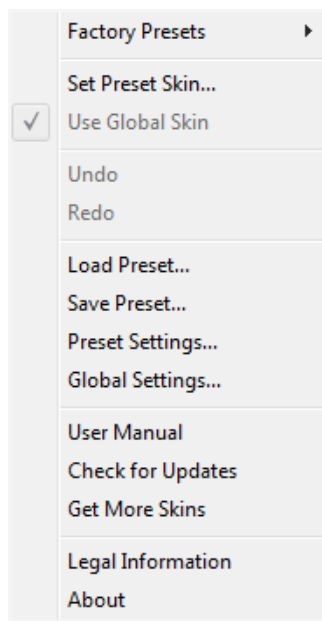 Factory Presets
Set Preset Skin...
Use Global Skin
Undo
Redo
Load Preset...
Save Preset...
Preset Settings...
Global Settings...
User Manual
Check for Updates
Get More Skins
Legal Information
About